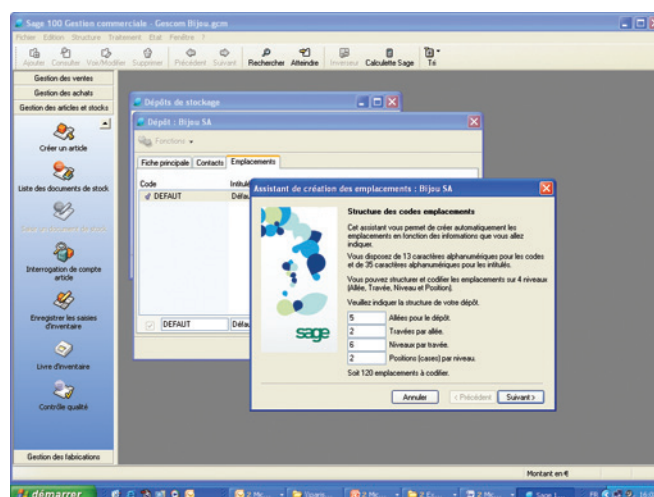 Sage 100 Gestion commerciale - Gescom Bijou.gcm
Fichier Edition Structure Traitement Etat Fenêtre ?
Ajouter Consulter Voir/Modifier Supprimer Précédent Suivant Rechercher Atteindre Inverseur Calculette Sage Tri
Gestion des ventes
Gestion des achats
Gestion des articles et stocks
Créer un article
Liste des documents de stock
Interrogation de compte
article
Enregistrer les saisies
d'inventaire
Livre d'inventaire
Contrôle qualité
Gestion des fabrications
Dépôts de stockage
Dépôt : Bijou SA
Fonctions
Fiche principale Contacts Emplacements
Code Intitulé
DEFAUT
DEFAUT
Assistant de création des emplacements : Bijou SA
Structure des codes emplacements
Cet assistant vous permet de créer automatiquement les
emplacements en fonction des informations que vous allez
indiquer.
Vous disposez de 13 caractères alphanumériques pour les codes
et de 35 caractères alphanumériques pour les intitulés.
Vous pouvez structurer et codifier les emplacements sur 4 niveaux
(Allée, Travée, Niveau et Position).
Veuillez indiquer la structure de votre dépôt.
5 Allées pour le dépôt.
2 Travées par allée.
6 Niveaux par travée.
2 Positions (cases) par niveau.
Soit 120 emplacements à codifier.
sage
Annuler < Précédent Suivant >
Montant en €
démarrer